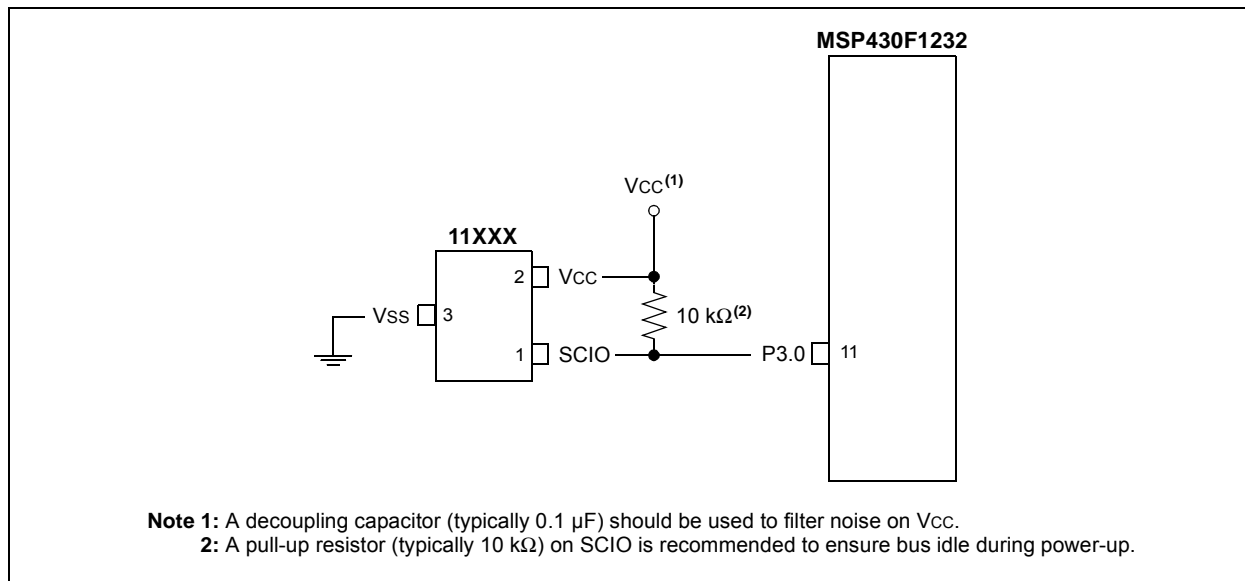 MSP430F1232
VCC(1)
11XXX
2 VCC
10 kΩ(2)
VSS 3
1 SCIO
P3.0 11
Note 1: A decoupling capacitor (typically 0.1 µF) should be used to filter noise on VCC.
2: A pull-up resistor (typically 10 kΩ) on SCIO is recommended to ensure bus idle during power-up.